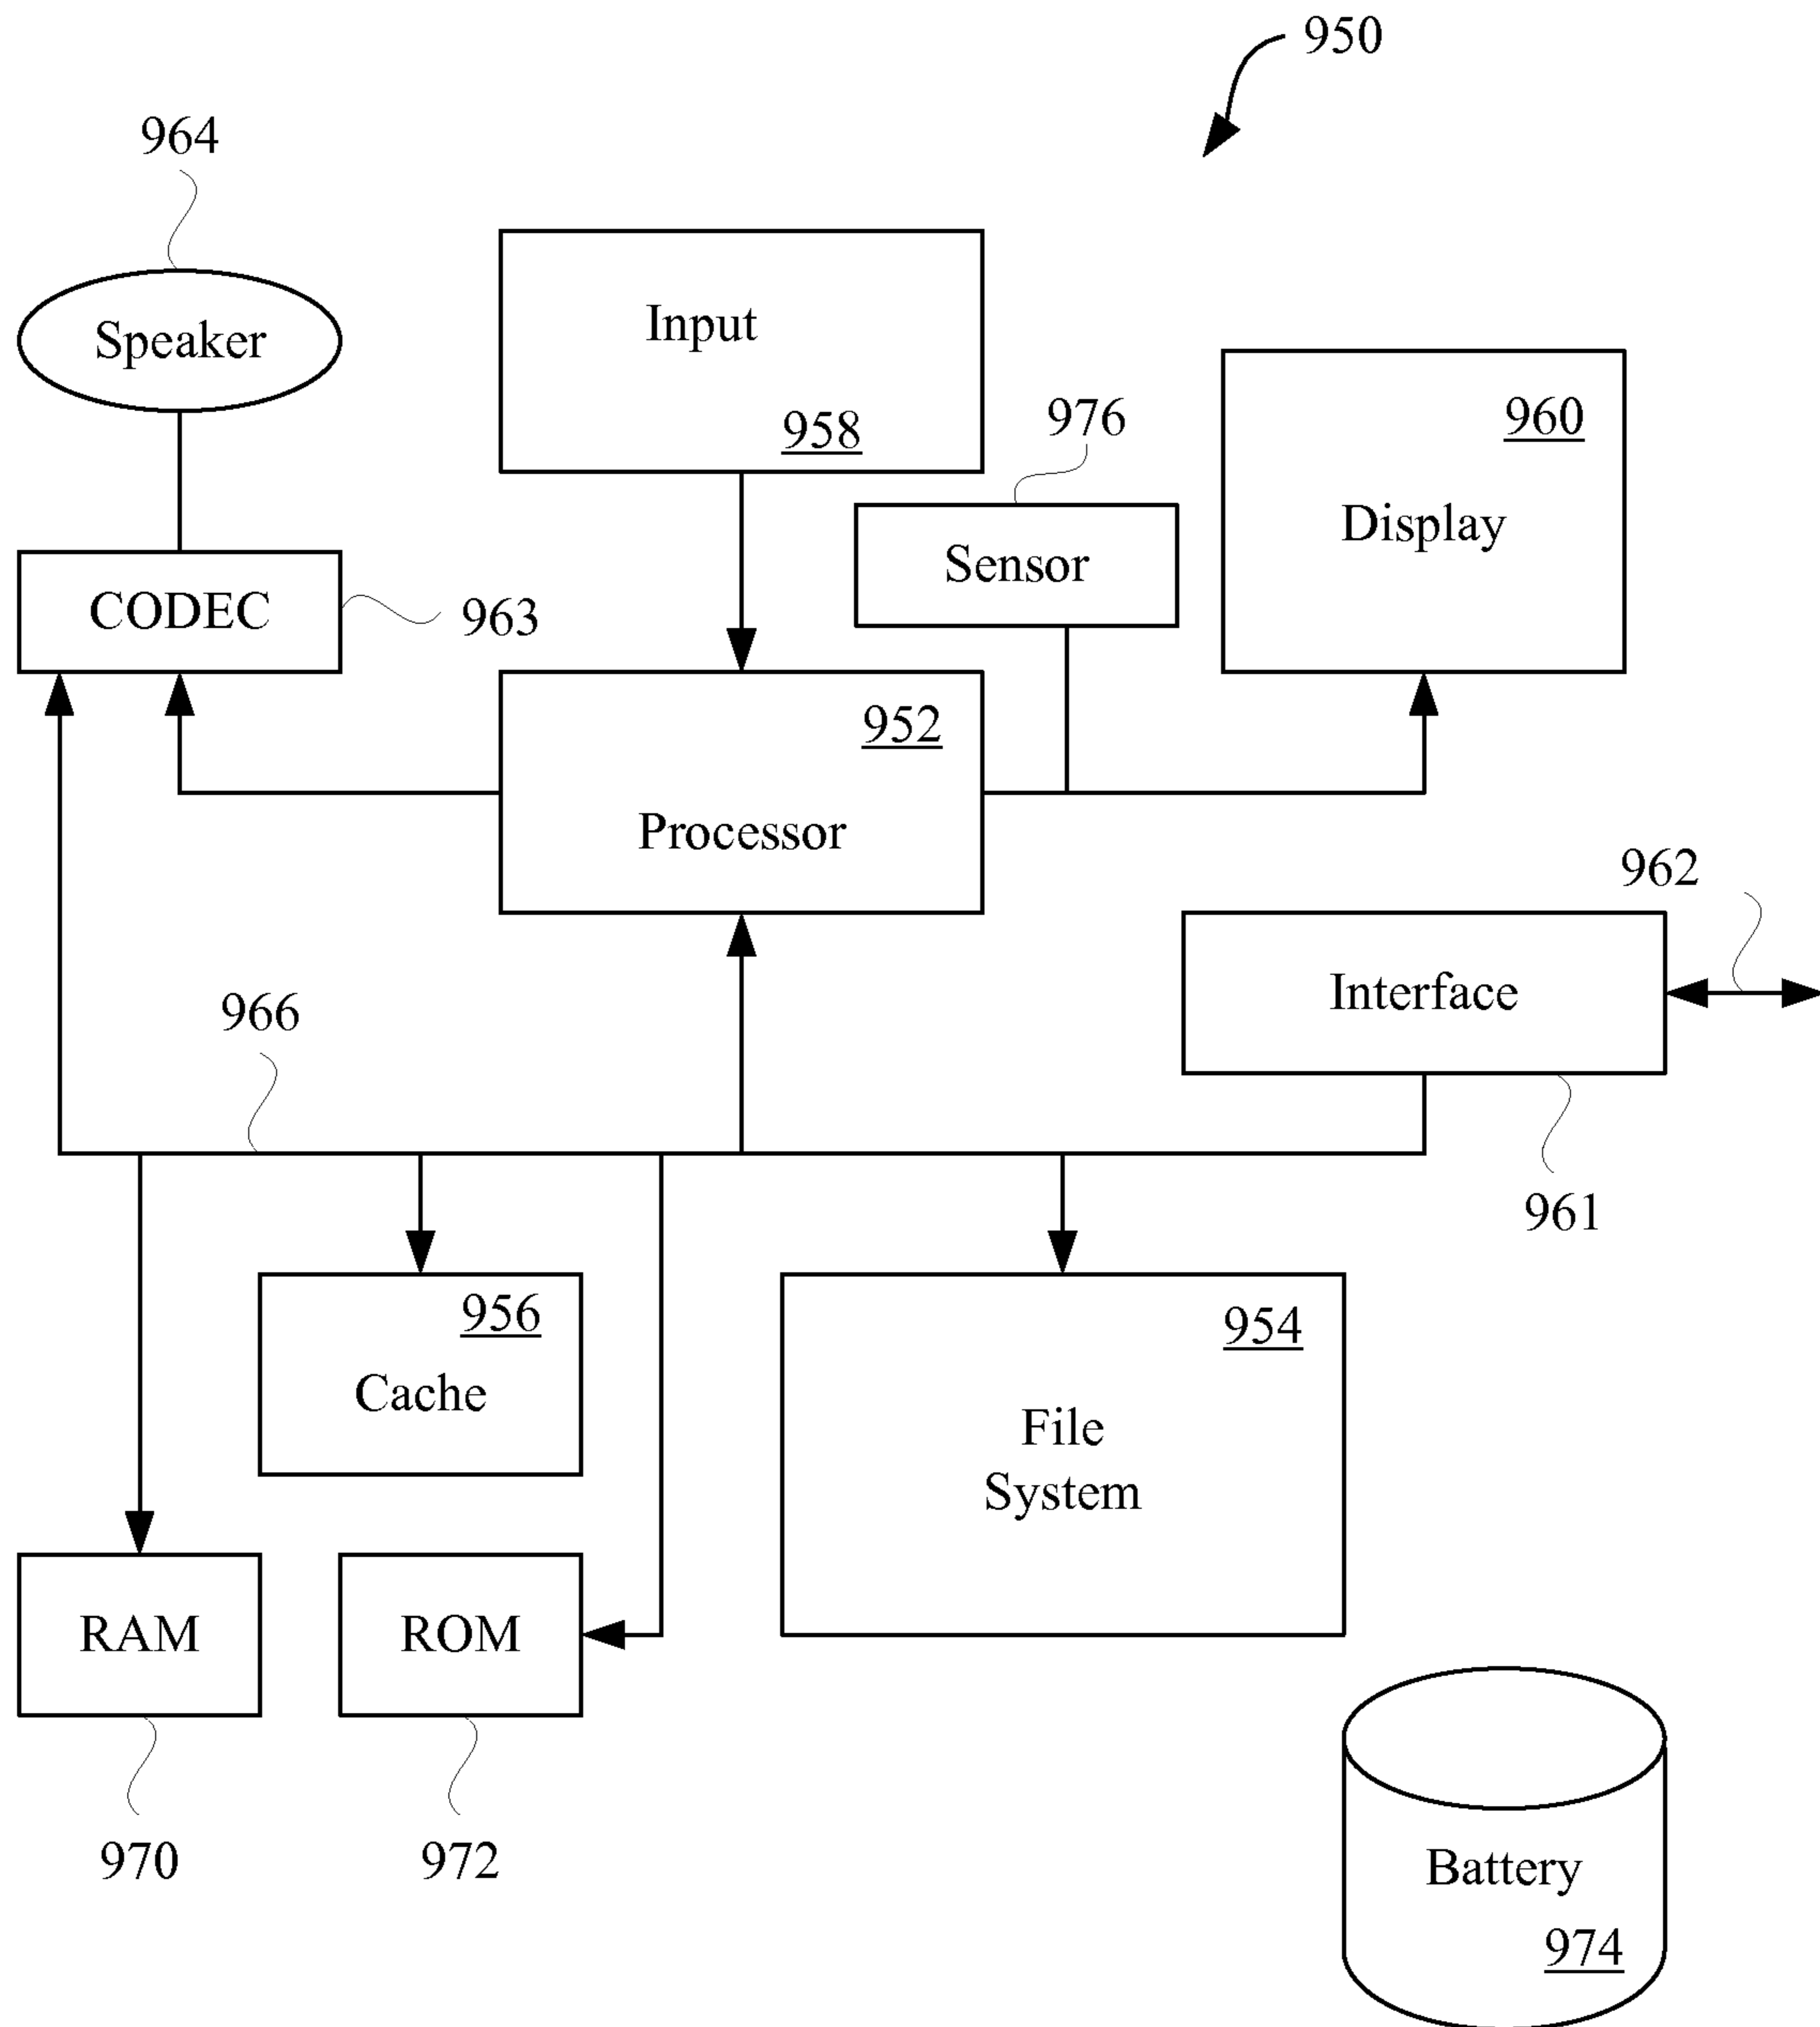 950
964
Speaker
Input
958
976
960
Display
Sensor
CODEC
963
952
Processor
962
Interface
966
961
956
Cache
954
File
System
RAM
ROM
970
972
Battery
974